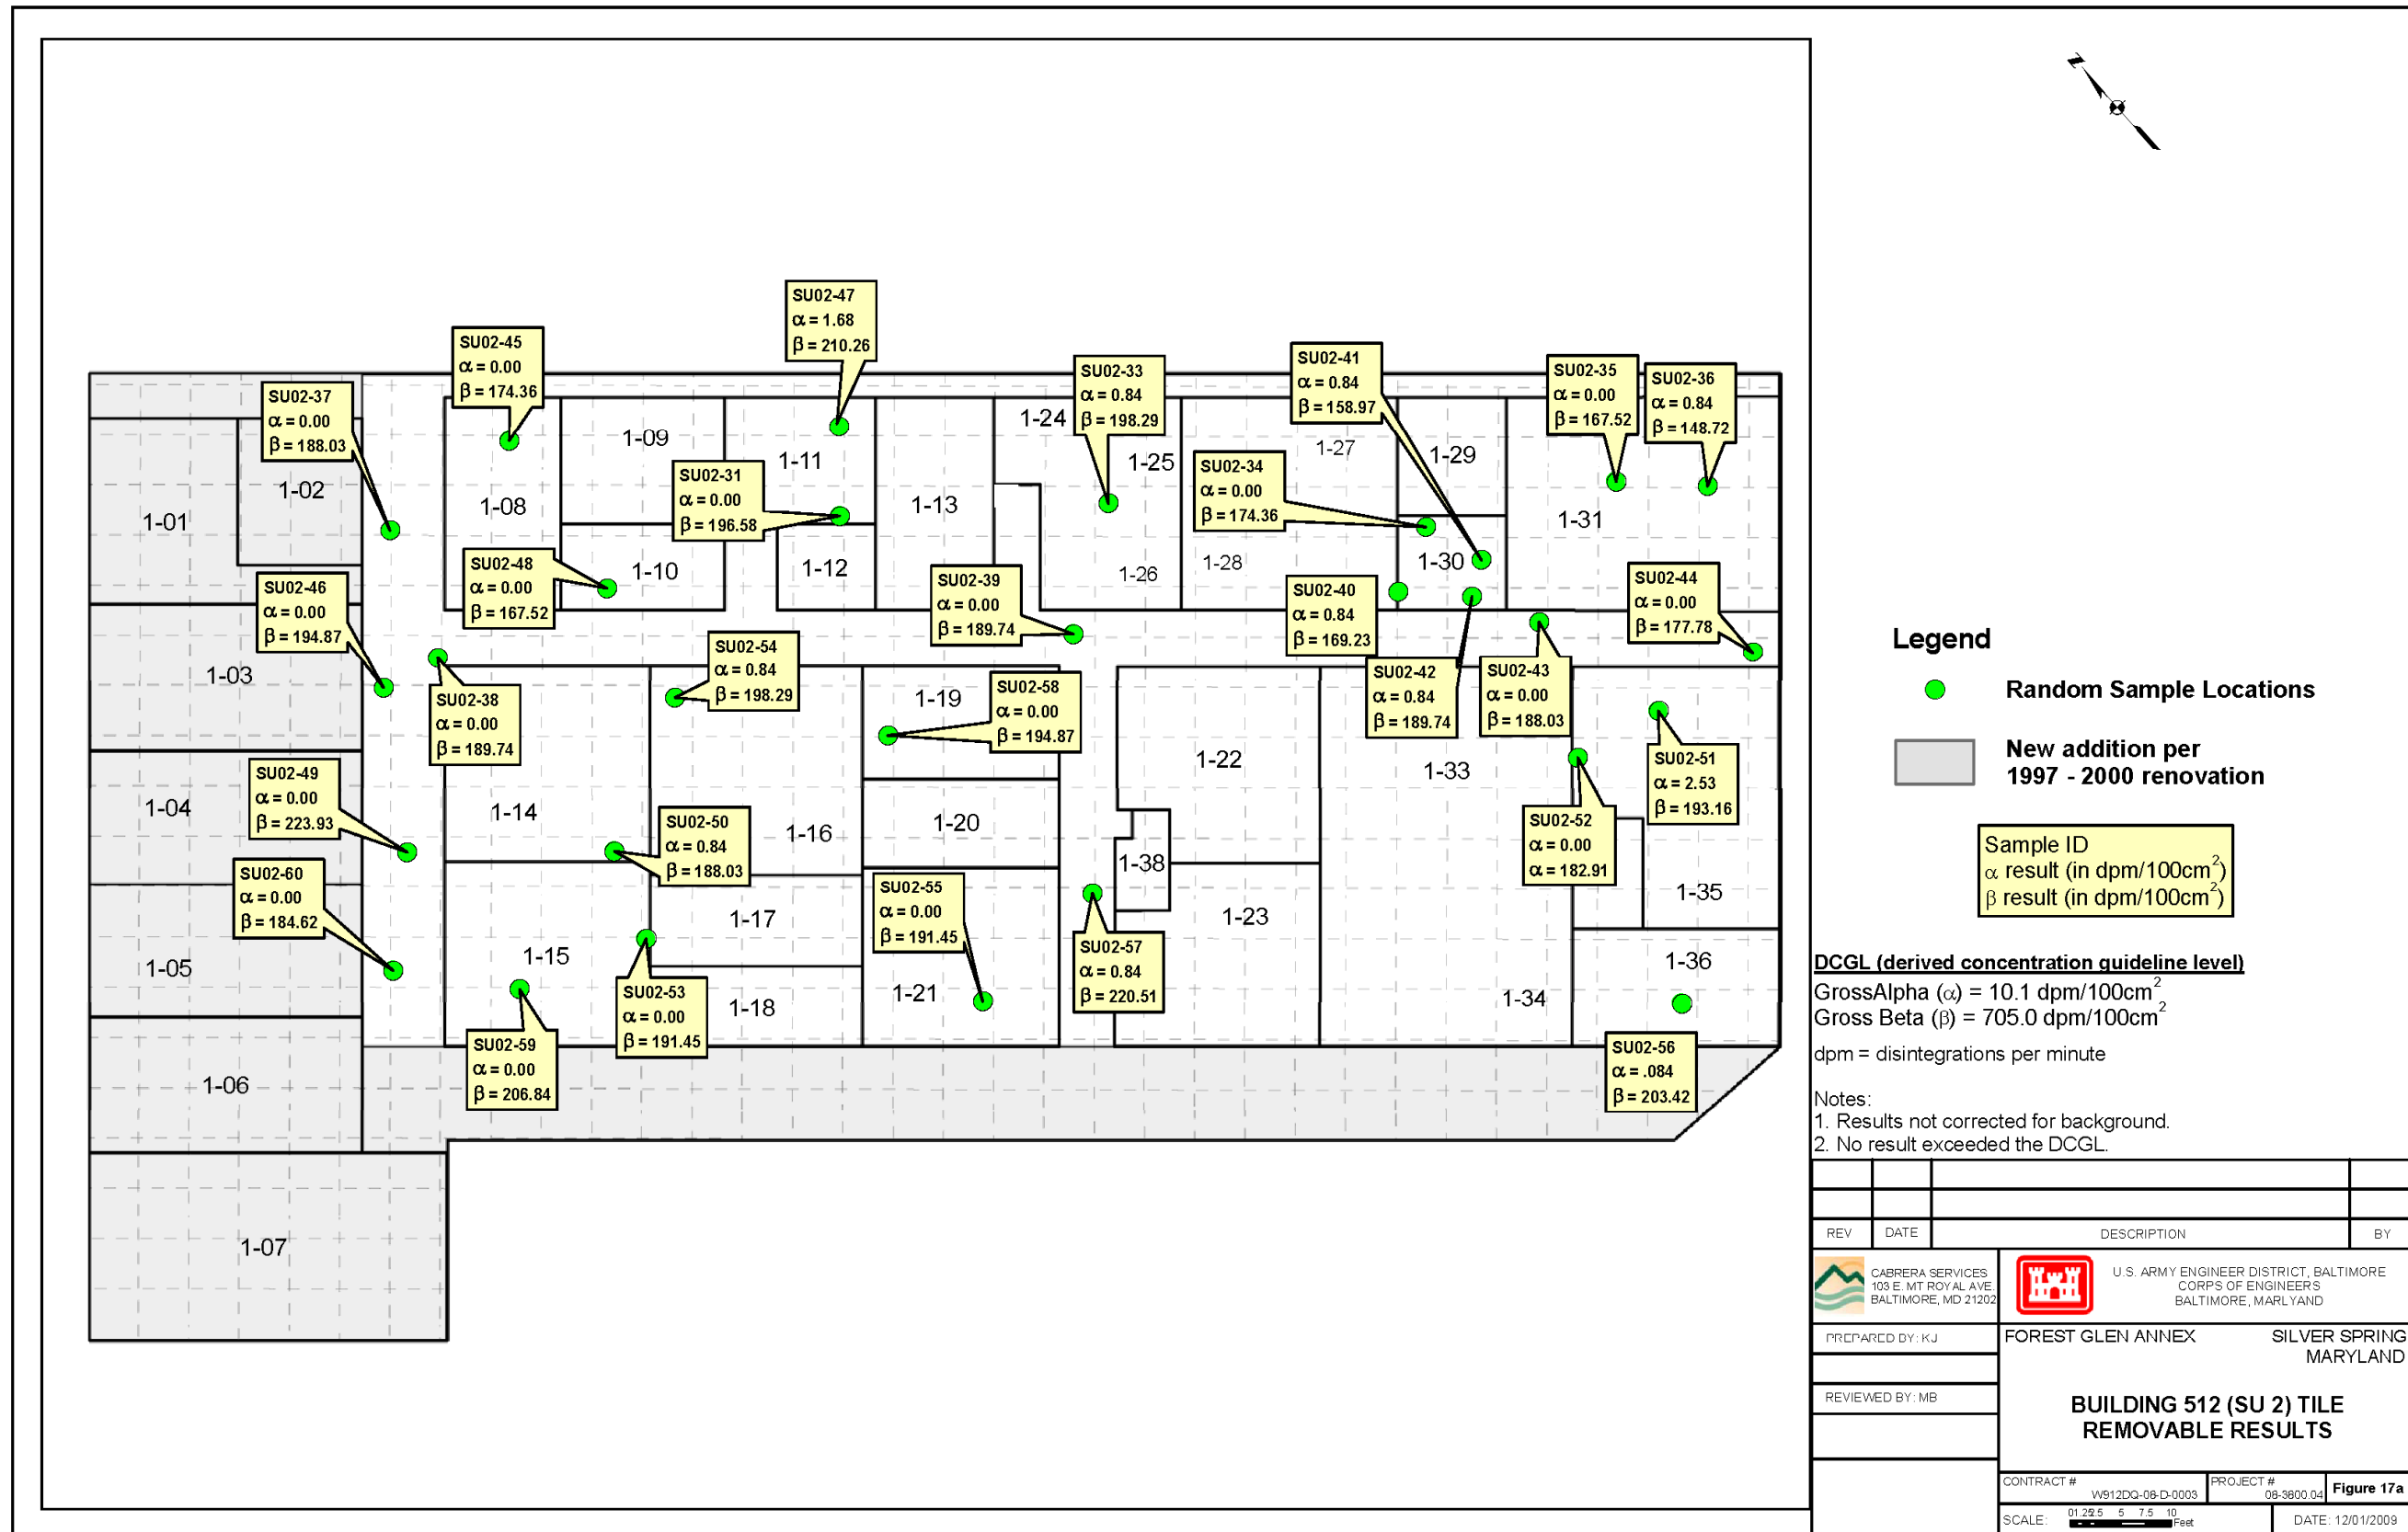 SU02-47
α = 1.68
β = 210.26
SU02-45
α = 0.00
β = 174.36
SU02-41
α = 0.84
β = 158.97
SU02-33
α = 0.84
β = 198.29
SU02-35
α = 0.00
β = 167.52
SU02-36
α = 0.84
β = 148.72
SU02-37
α = 0.00
β = 188.03
1-24
1-09
1-11
1-27
1-29
1-25
SU02-34
α = 0.00
β = 174.36
SU02-31
α = 0.00
β = 196.58
1-02
1-01
1-08
1-13
1-31
SU02-48
α = 0.00
β = 167.52
1-10
1-12
1-26
1-28
1-30
SU02-39
α = 0.00
β = 189.74
SU02-40
α = 0.84
β = 169.23
SU02-44
α = 0.00
β = 177.78
SU02-46
α = 0.00
β = 194.87
1-03
SU02-54
α = 0.84
β = 198.29
SU02-38
α = 0.00
β = 189.74
1-19
SU02-58
α = 0.00
β = 194.87
SU02-42
α = 0.84
β = 189.74
SU02-43
α = 0.00
β = 188.03
SU02-51
α = 2.53
β = 193.16
1-22
1-33
SU02-49
α = 0.00
β = 223.93
1-04
1-14
SU02-50
α = 0.84
β = 188.03
1-16
1-20
SU02-52
α = 0.00
α = 182.91
1-38
1-35
SU02-60
α = 0.00
β = 184.62
SU02-55
α = 0.00
β = 191.45
1-17
1-23
1-05
1-15
SU02-57
α = 0.84
β = 220.51
1-36
SU02-53
α = 0.00
β = 191.45
1-18
1-21
1-34
SU02-59
α = 0.00
β = 206.84
SU02-56
α = .084
β = 203.42
1-06
1-07
N
Legend
Random Sample Locations
New addition per
1997 - 2000 renovation
Sample ID
α result (in dpm/100cm²)
β result (in dpm/100cm²)
DCGL (derived concentration guideline level)
GrossAlpha (α) = 10.1 dpm/100cm²
Gross Beta (β) = 705.0 dpm/100cm²
dpm = disintegrations per minute
Notes:
1. Results not corrected for background.
2. No result exceeded the DCGL.
REV DATE DESCRIPTION BY
CABRERA SERVICES
103 E. MT ROYAL AVE.
BALTIMORE, MD 21202
U.S. ARMY ENGINEER DISTRICT, BALTIMORE
CORPS OF ENGINEERS
BALTIMORE, MARLYAND
PREPARED BY: KJ
FOREST GLEN ANNEX SILVER SPRING
MARYLAND
REVIEWED BY: MB
BUILDING 512 (SU 2) TILE
REMOVABLE RESULTS
CONTRACT #
W912DQ-08-D-0003
PROJECT #
08-3800.04
Figure 17a
SCALE: 01.252.5 5 7.5 10
Feet
DATE: 12/01/2009